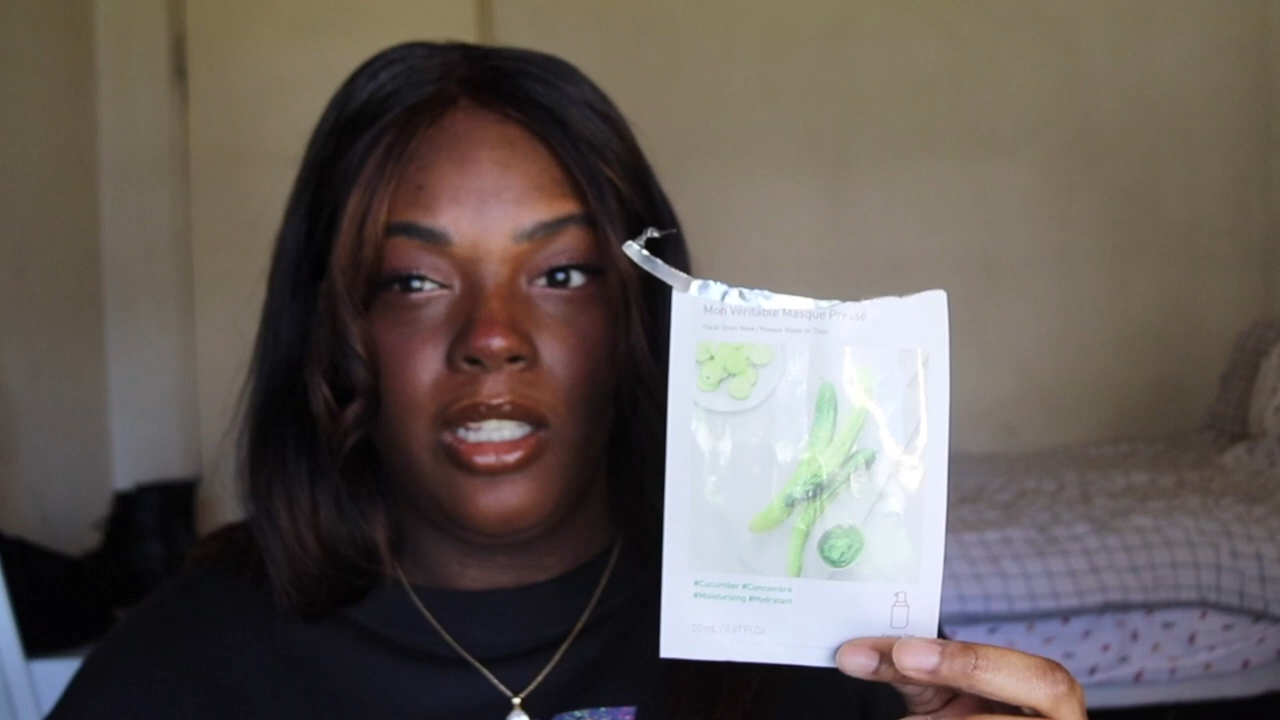 Mon Véritable Masque Pressé
Facial Sheet Mask / Masque Visage en Tissu
#Cucumber #Concombre
#Moisturizing #Hydratant
20mL / 0.67 Fl.Oz.